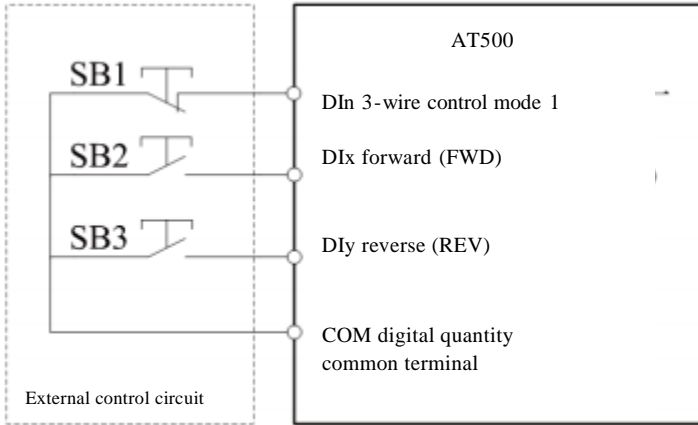 AT500
SB1
DIn 3-wire control mode 1
SB2
DIx forward (FWD)
SB3
DIy reverse (REV)
COM digital quantity
common terminal
External control circuit